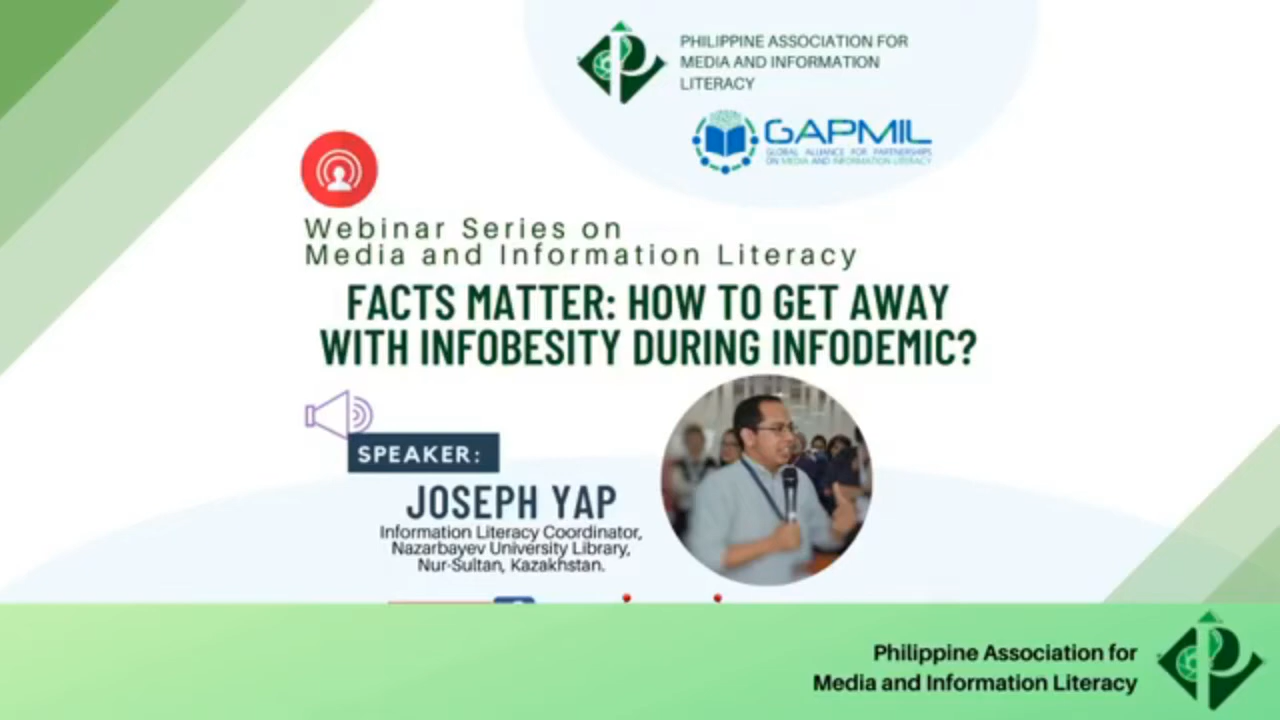 PHILIPPINE ASSOCIATION FOR
MEDIA AND INFORMATION
LITERACY
GAPMIL
GLOBAL ALLIANCE FOR PARTNERSHIPS
ON MEDIA AND INFORMATION LITERACY
Webinar Series on
Media and Information Literacy
FACTS MATTER: HOW TO GET AWAY
WITH INFOBESITY DURING INFODEMIC?
SPEAKER:
JOSEPH YAP
Information Literacy Coordinator,
Nazarbayev University Library,
Nur-Sultan, Kazakhstan.
Philippine Association for
Media and Information Literacy